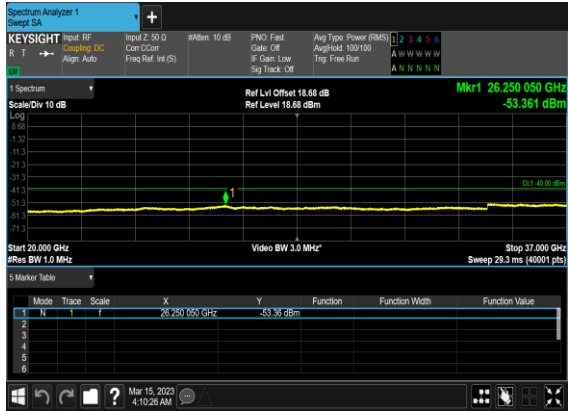 Spectrum Analyzer 1
Swept SA
+
KEYSIGHT Input: RF Input Z: 50 Ω #Atten: 10 dB PNO: Fast Avg Type: Power (RMS) 1 2 3 4 5 6
R T Coupling: DC Corr CCorr Gate: Off Avg|Hold: 100/100 A W W W W W
Align: Auto Freq Ref: Int (S) IF Gain: Low Trig: Free Run
LU Sig Track: Off A N N N N N
1 Spectrum Ref Lvl Offset 18.68 dB Mkr1 26.250 050 GHz
Scale/Div 10 dB Ref Level 18.68 dBm -53.361 dBm
Log
8.68
-1.32
-11.3
-21.3
-31.3
DL1 -40.00 dBm
-41.3
1
-51.3
-61.3
-71.3
Start 20.000 GHz Video BW 3.0 MHz* Stop 37.000 GHz
#Res BW 1.0 MHz Sweep 29.3 ms (40001 pts)
5 Marker Table
Mode Trace Scale X Y Function Function Width Function Value
1 N 1 f 26.250 050 GHz -53.36 dBm
2
3
4
5
6
? Mar 15, 2023
4:10:26 AM